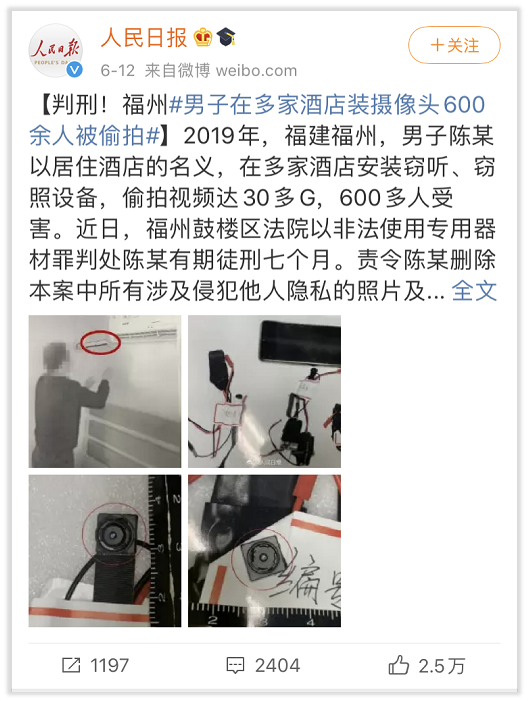 人民日报
人民日报
PEOPLE'S DA
6-12 来自微博 weibo.com
+关注
【判刑！福州#男子在多家酒店装摄像头600
余人被偷拍#】2019年，福建福州，男子陈某
以居住酒店的名义，在多家酒店安装窃听、窃
照设备，偷拍视频达30多G，600多人受
害。近日，福州鼓楼区法院以非法使用专用器
材罪判处陈某有期徒刑七个月。责令陈某删除
本案中所有涉及侵犯他人隐私的照片及... 全文
编号
2 3 4
1197
2404
2.5万